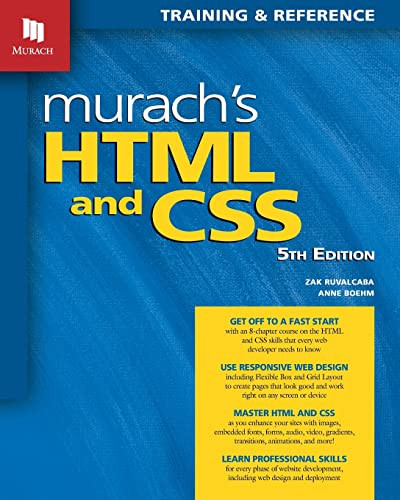 TRAINING & REFERENCE
MURACH
murach's
HTML
and CSS
5TH EDITION
ZAK RUVALCABA
ANNE BOEHM
GET OFF TO A FAST START
with an 8-chapter course on the HTML
and CSS skills that every web
developer needs to know
USE RESPONSIVE WEB DESIGN
including Flexible Box and Grid Layout
to create pages that look good and work
right on any screen or device
MASTER HTML AND CSS
as you enhance your sites with images,
embedded fonts, forms, audio, video, gradients,
transitions, animations, and more!
LEARN PROFESSIONAL SKILLS
for every phase of website development,
including web design and deployment